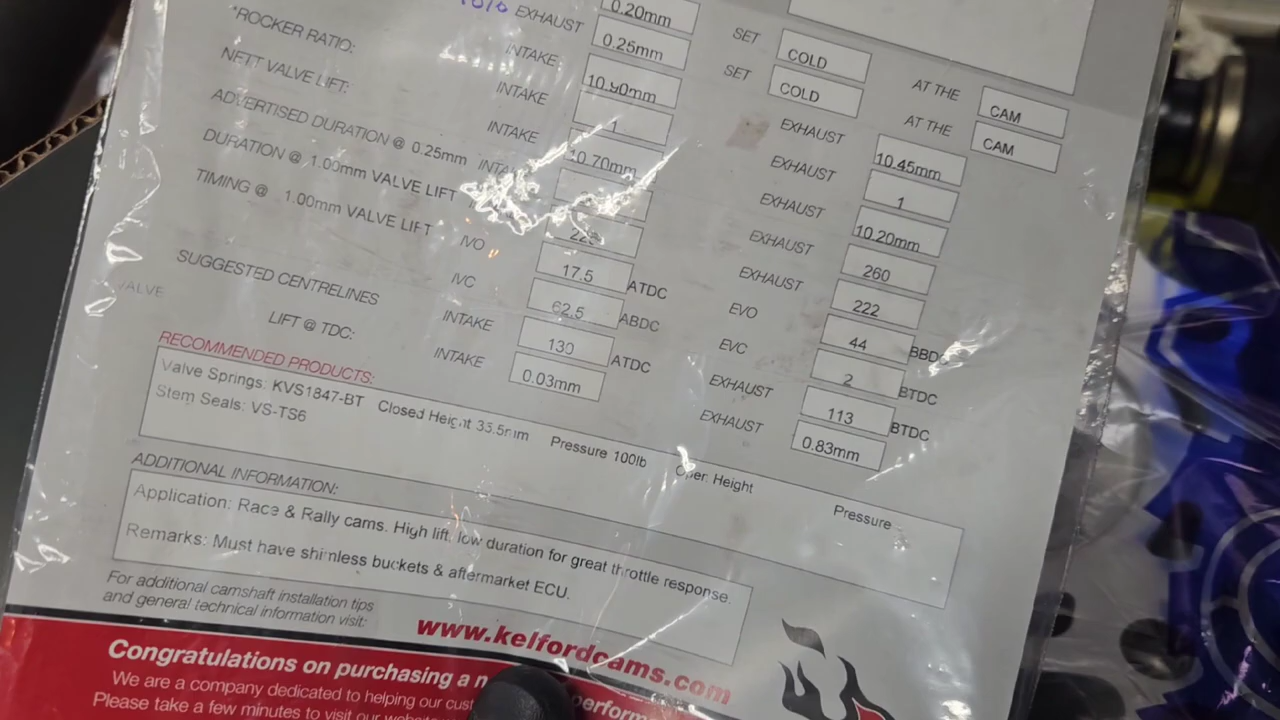 EXHAUST 0.20mm SET COLD AT THE CAM
INTAKE 0.25mm SET COLD AT THE CAM
*ROCKER RATIO: INTAKE 10.90mm EXHAUST 10.45mm
NETT VALVE LIFT: INTAKE EXHAUST 1
ADVERTISED DURATION @ 0.25mm 10.70mm EXHAUST 10.20mm
DURATION @ 1.00mm VALVE LIFT EXHAUST 260
TIMING @ 1.00mm VALVE LIFT EXHAUST 222
IVO 17.5 ATDC EVO 44 BBDC
IVC 62.5 ABDC EVC 2 BTDC
SUGGESTED CENTRELINES INTAKE 130 ATDC EXHAUST 113 BTDC
VALVE LIFT @ TDC: INTAKE 0.03mm EXHAUST 0.83mm
RECOMMENDED PRODUCTS:
Valve Springs: KVS1847-BT Closed Height 35.5mm Pressure 100lb Open Height Pressure
Stem Seals: VS-TS6
ADDITIONAL INFORMATION:
Application: Race & Rally cams. High lift, low duration for great throttle response.
Remarks: Must have shimless buckets & aftermarket ECU.
For additional camshaft installation tips
and general technical information visit:
www.kelfordcams.com
Congratulations on purchasing a
We are a company dedicated to helping our
Please take a few minutes to visit our